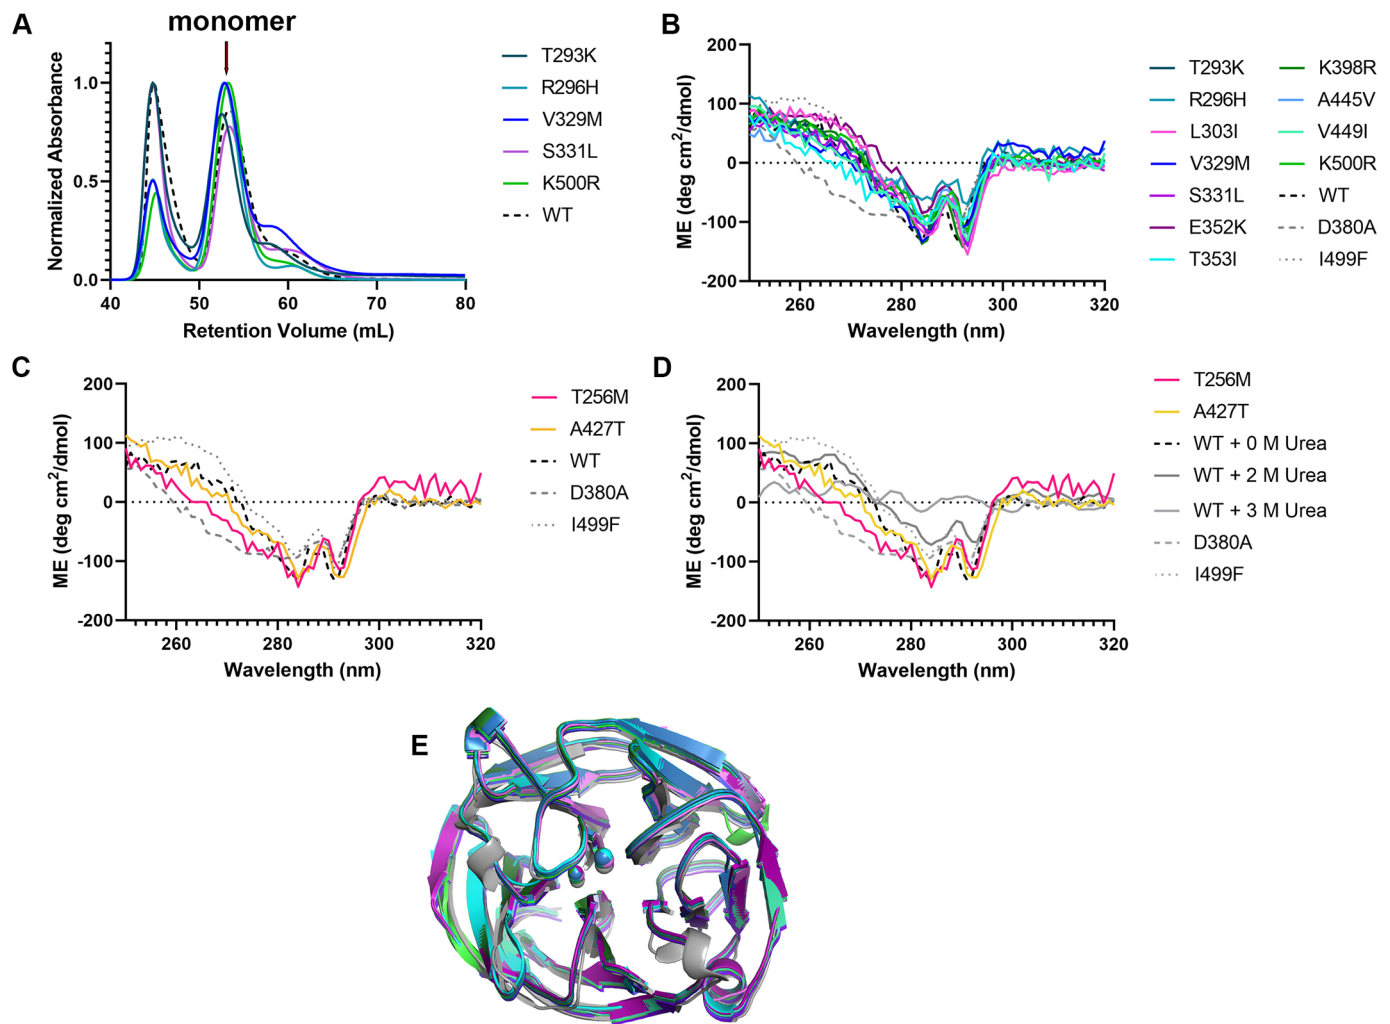 A
monomer
Normalized Absorbance
1.0
0.5
0.0
40 50 60 70 80
Retention Volume (mL)
T293K
R296H
V329M
S331L
K500R
WT
B
ME (deg cm²/dmol)
200
100
0
-100
-200
260 280 300 320
Wavelength (nm)
T293K K398R
R296H A445V
L303I V449I
V329M K500R
S331L WT
E352K D380A
T353I I499F
C
ME (deg cm²/dmol)
200
100
0
-100
-200
260 280 300 320
Wavelength (nm)
T256M
A427T
WT
D380A
I499F
D
ME (deg cm²/dmol)
200
100
0
-100
-200
260 280 300 320
Wavelength (nm)
T256M
A427T
WT + 0 M Urea
WT + 2 M Urea
WT + 3 M Urea
D380A
I499F
E